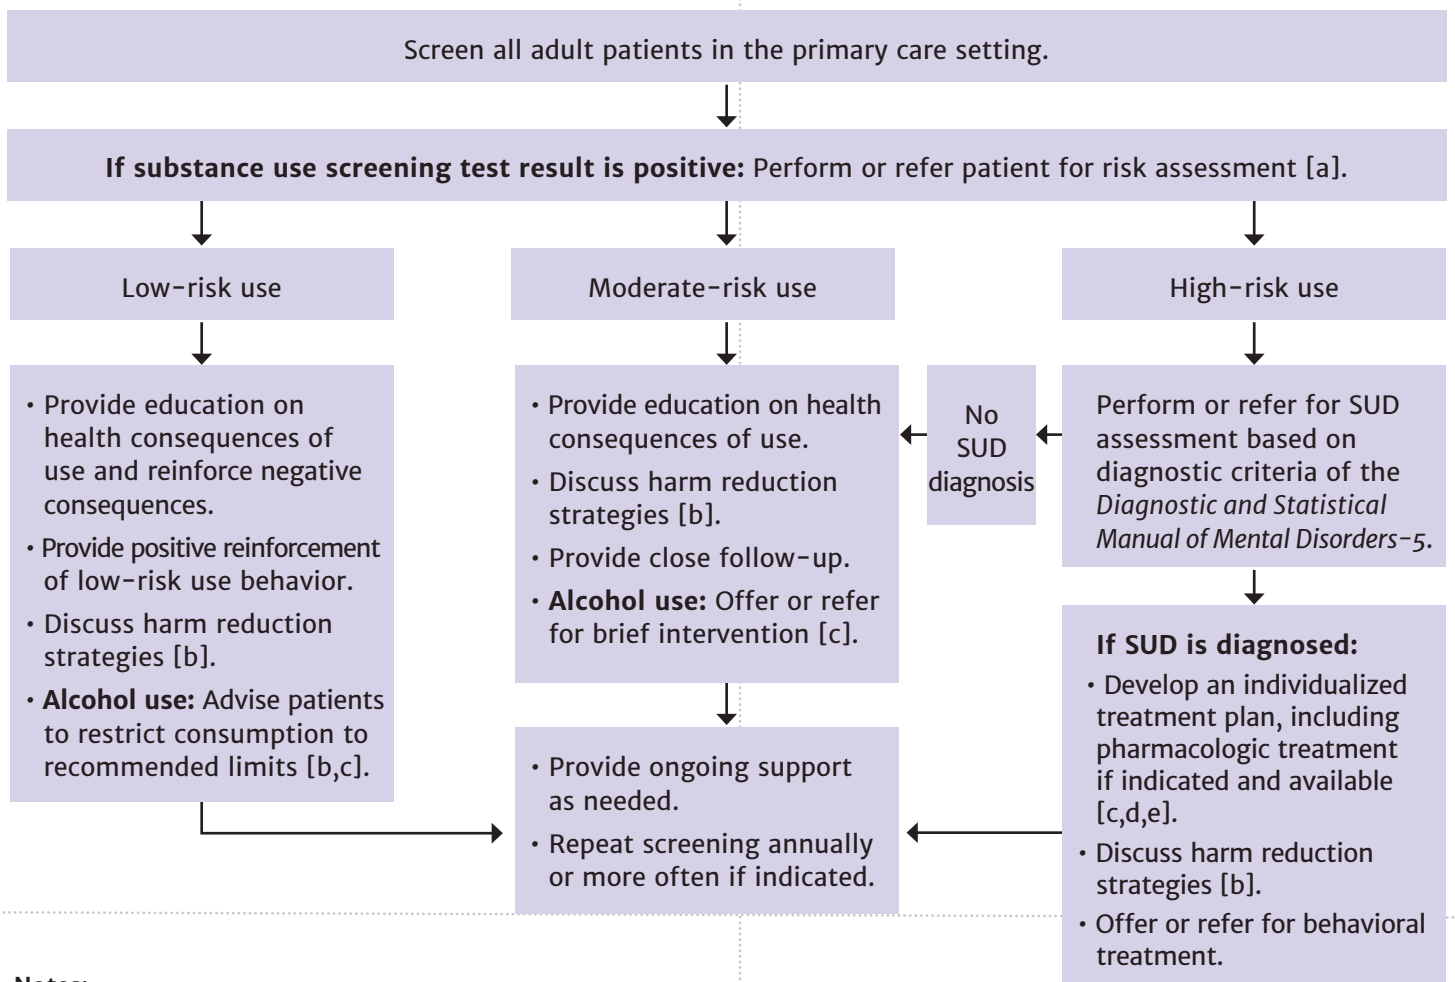 Screen all adult patients in the primary care setting.
If substance use screening test result is positive: Perform or refer patient for risk assessment [a].
Low-risk use
Moderate-risk use
High-risk use
• Provide education on
health consequences of
use and reinforce negative
consequences.
• Provide positive reinforcement
of low-risk use behavior.
• Discuss harm reduction
strategies [b].
• Alcohol use: Advise patients
to restrict consumption to
recommended limits [b,c].
• Provide education on health
consequences of use.
• Discuss harm reduction
strategies [b].
• Provide close follow-up.
• Alcohol use: Offer or refer
for brief intervention [c].
No
SUD
diagnosis
Perform or refer for SUD
assessment based on
diagnostic criteria of the
Diagnostic and Statistical
Manual of Mental Disorders-5.
• Provide ongoing support
as needed.
• Repeat screening annually
or more often if indicated.
If SUD is diagnosed:
• Develop an individualized
treatment plan, including
pharmacologic treatment
if indicated and available
[c,d,e].
• Discuss harm reduction
strategies [b].
• Offer or refer for behavioral
treatment.
Notes: